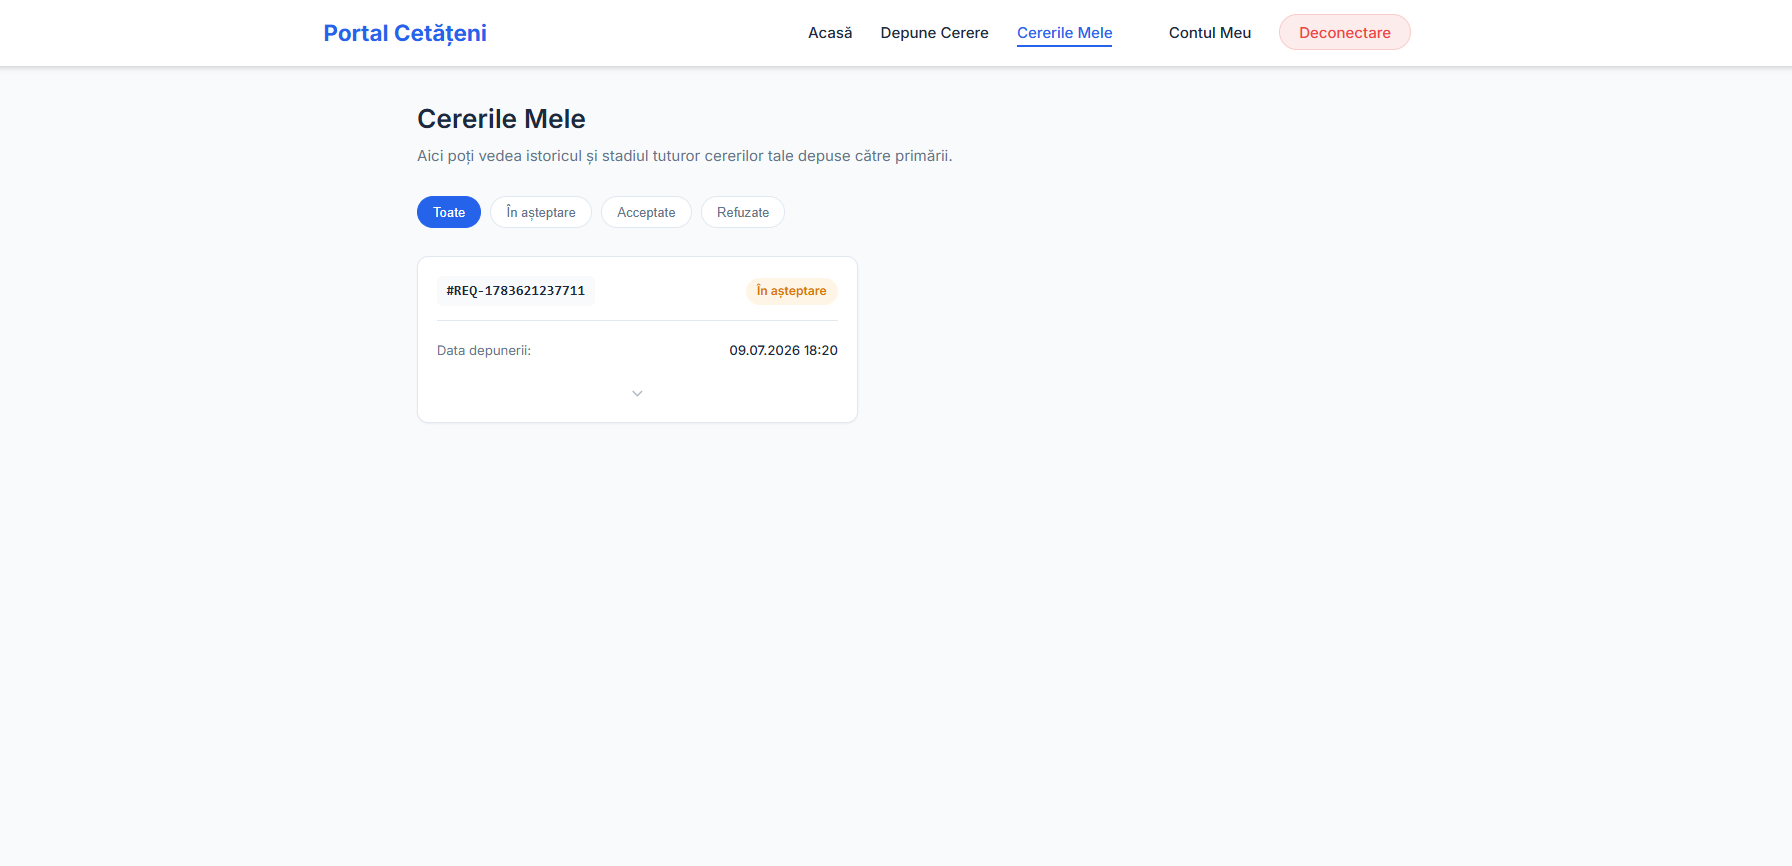 Portal Cetățeni
Acasă Depune Cerere Cererile Mele Contul Meu Deconectare
Cererile Mele
Aici poți vedea istoricul și stadiul tuturor cererilor tale depuse către primării.
Toate În așteptare Acceptate Refuzate
#REQ-1783621237711 În așteptare
Data depunerii: 09.07.2026 18:20